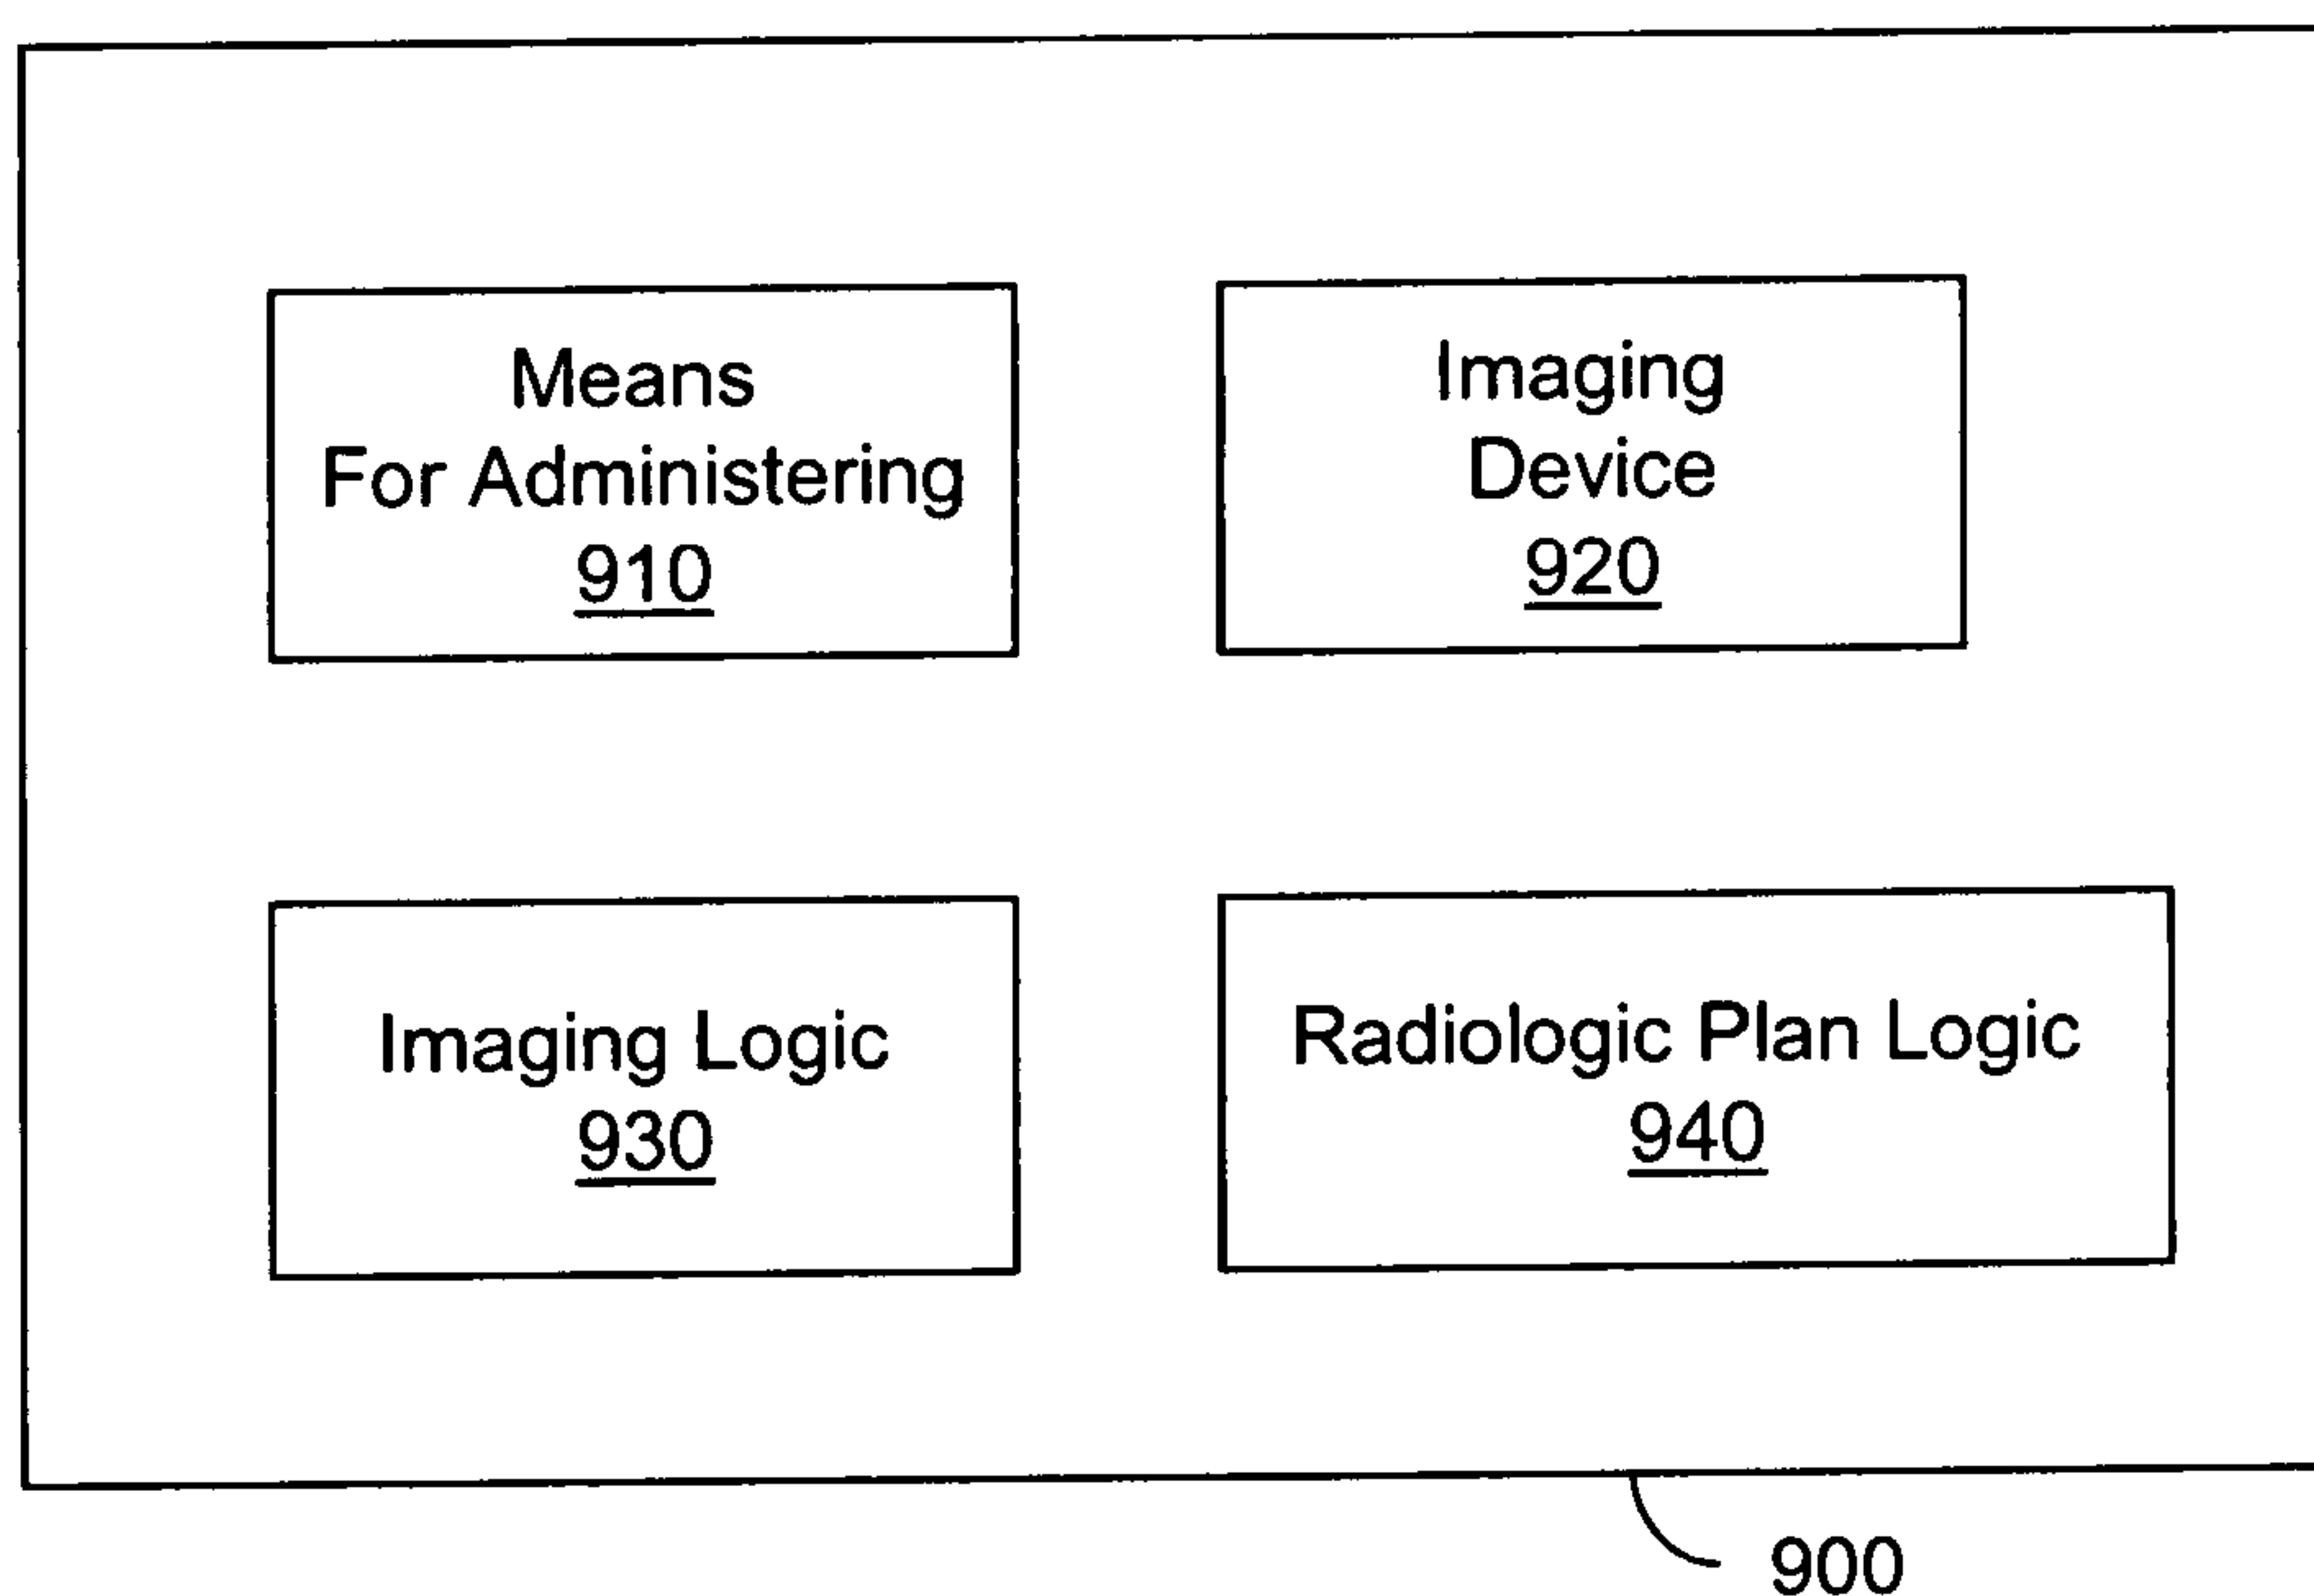 Means
For Administering
910
Imaging
Device
920
Imaging Logic
930
Radiologic Plan Logic
940
900